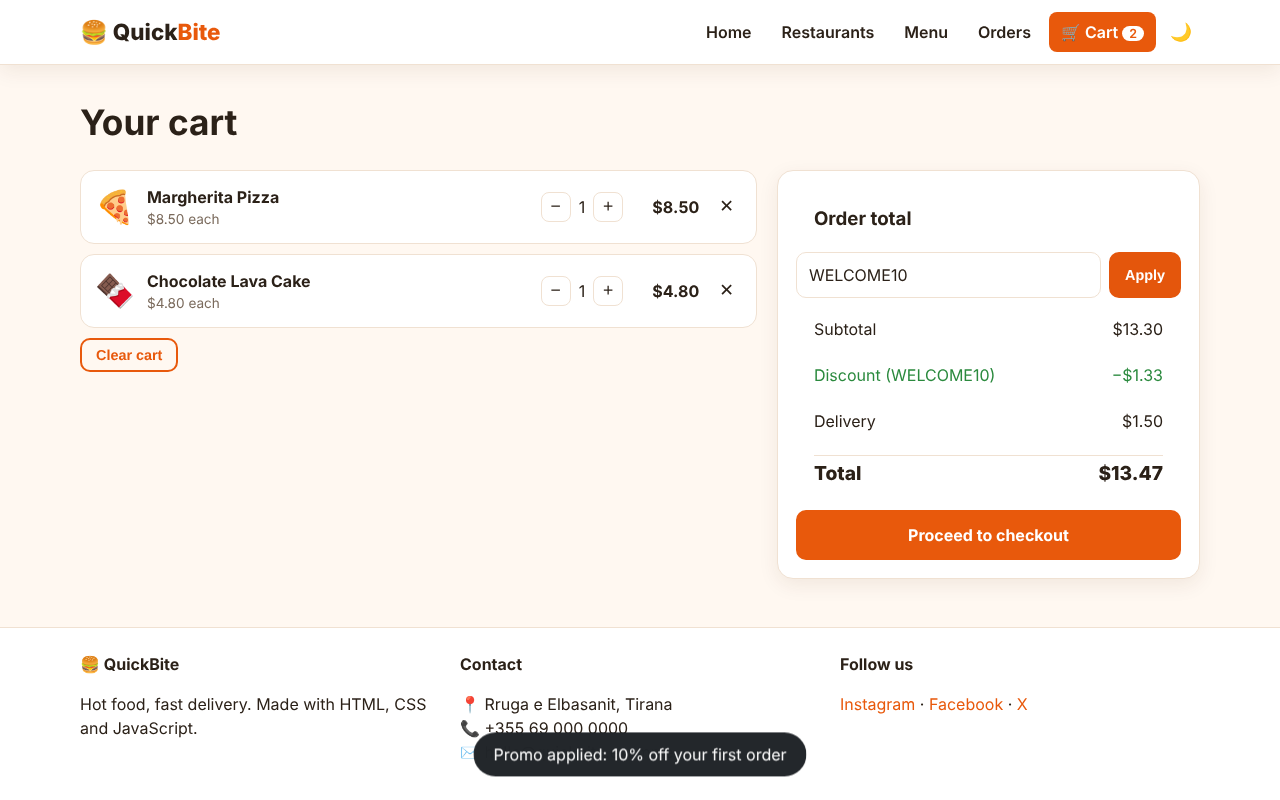 🍔 QuickBite
Home Restaurants Menu Orders 🛒 Cart 2 🌙
Your cart
Margherita Pizza
$8.50 each
− 1 + $8.50 ✕
Chocolate Lava Cake
$4.80 each
− 1 + $4.80 ✕
Clear cart
Order total
WELCOME10 Apply
Subtotal $13.30
Discount (WELCOME10) −$1.33
Delivery $1.50
Total $13.47
Proceed to checkout
🍔 QuickBite
Hot food, fast delivery. Made with HTML, CSS
and JavaScript.
Contact
📍 Rruga e Elbasanit, Tirana
📞 +355 69 000 0000
Follow us
Instagram · Facebook · X
Promo applied: 10% off your first order